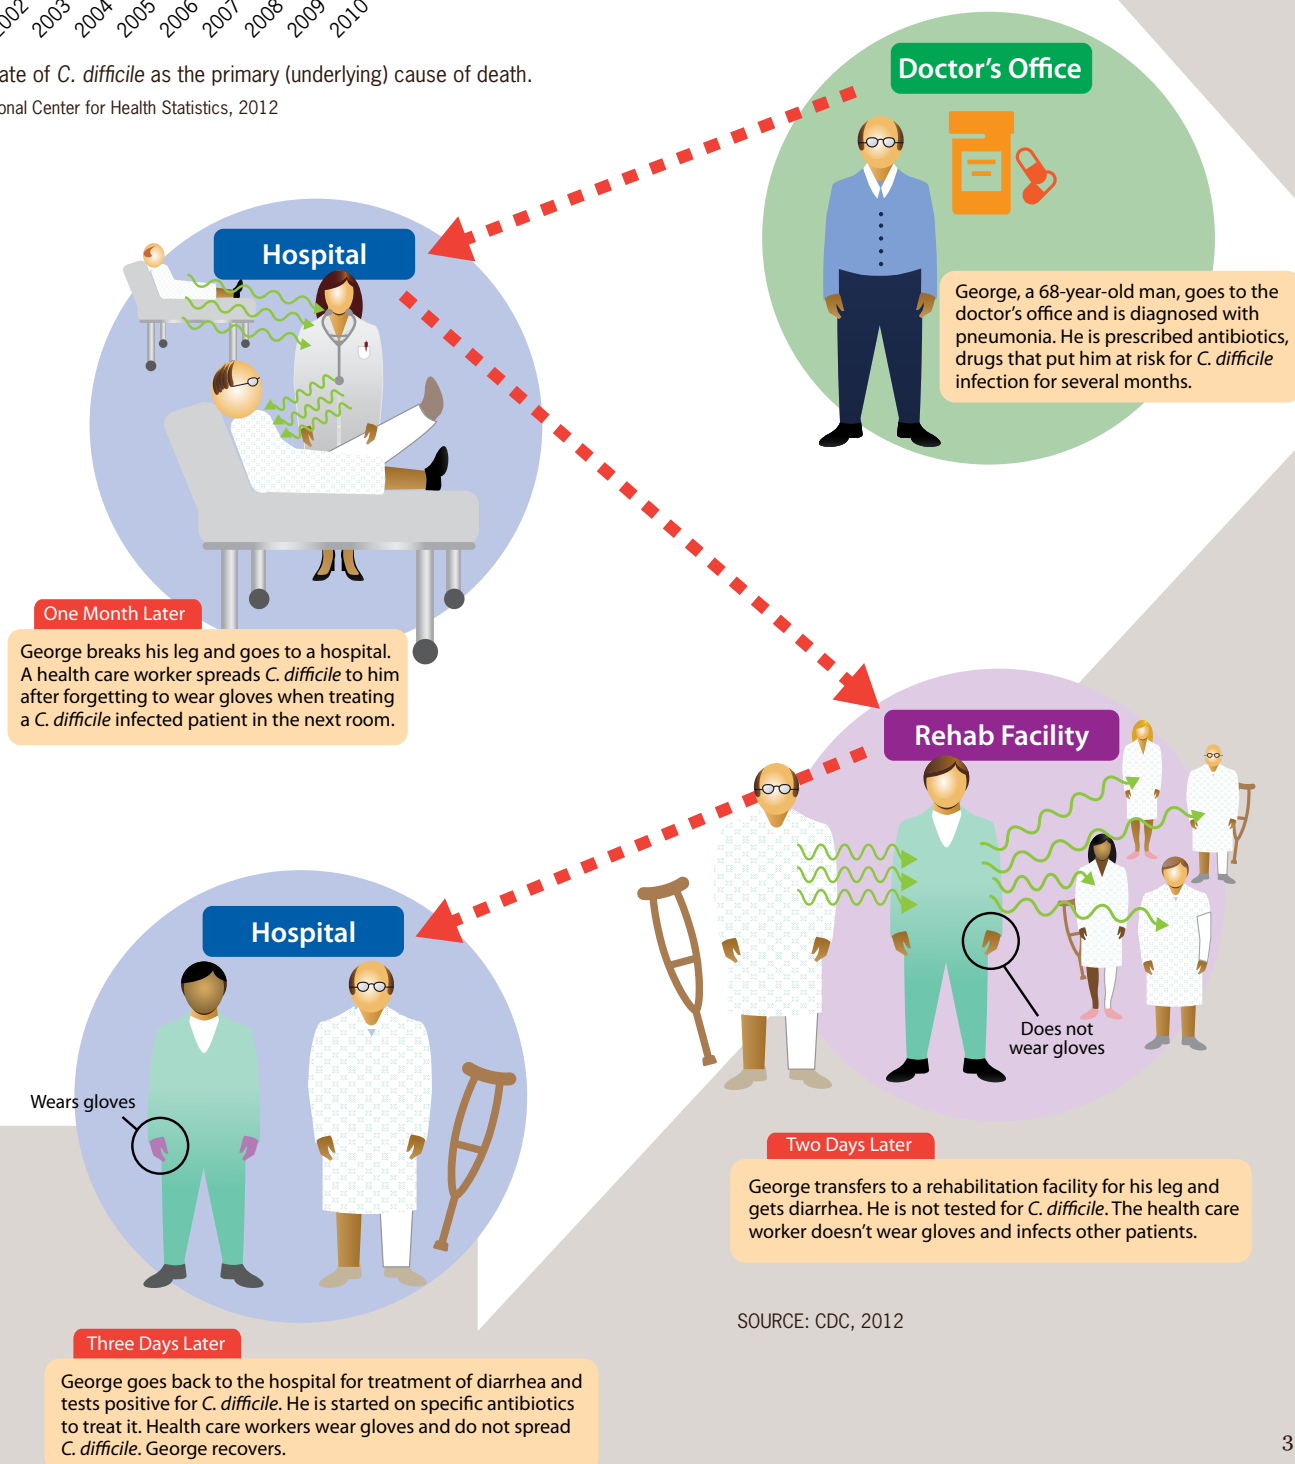 2002 2003 2004 2005 2006 2007 2008 2009 2010
ate of C. difficile as the primary (underlying) cause of death.
onal Center for Health Statistics, 2012
Doctor's Office
George, a 68-year-old man, goes to the
doctor's office and is diagnosed with
pneumonia. He is prescribed antibiotics,
drugs that put him at risk for C. difficile
infection for several months.
Hospital
One Month Later
George breaks his leg and goes to a hospital.
A health care worker spreads C. difficile to him
after forgetting to wear gloves when treating
a C. difficile infected patient in the next room.
Rehab Facility
Does not
wear gloves
Two Days Later
George transfers to a rehabilitation facility for his leg and
gets diarrhea. He is not tested for C. difficile. The health care
worker doesn't wear gloves and infects other patients.
Hospital
Wears gloves
Three Days Later
George goes back to the hospital for treatment of diarrhea and
tests positive for C. difficile. He is started on specific antibiotics
to treat it. Health care workers wear gloves and do not spread
C. difficile. George recovers.
SOURCE: CDC, 2012
3